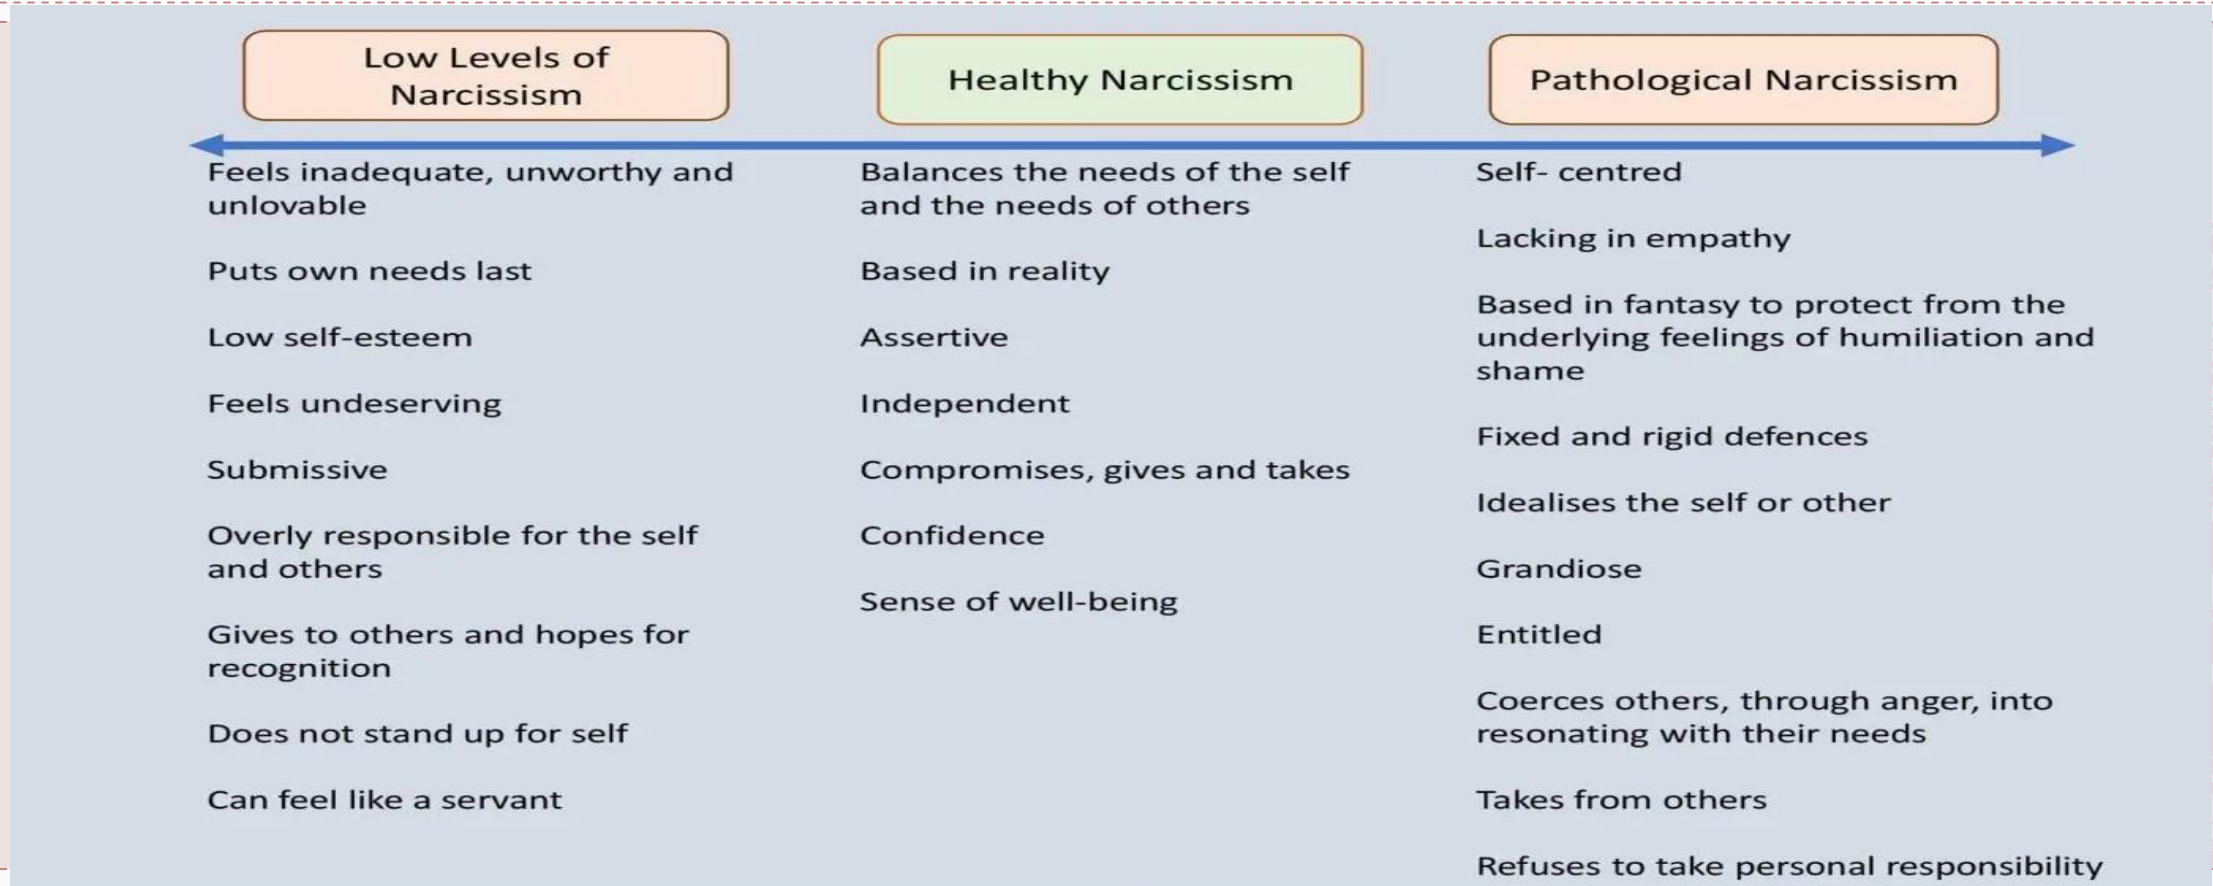 Low Levels of
Narcissism
Healthy Narcissism
Pathological Narcissism
Feels inadequate, unworthy and
unlovable
Puts own needs last
Low self-esteem
Feels undeserving
Submissive
Overly responsible for the self
and others
Gives to others and hopes for
recognition
Does not stand up for self
Can feel like a servant
Balances the needs of the self
and the needs of others
Based in reality
Assertive
Independent
Compromises, gives and takes
Confidence
Sense of well-being
Self- centred
Lacking in empathy
Based in fantasy to protect from the
underlying feelings of humiliation and
shame
Fixed and rigid defences
Idealises the self or other
Grandiose
Entitled
Coerces others, through anger, into
resonating with their needs
Takes from others
Refuses to take personal responsibility